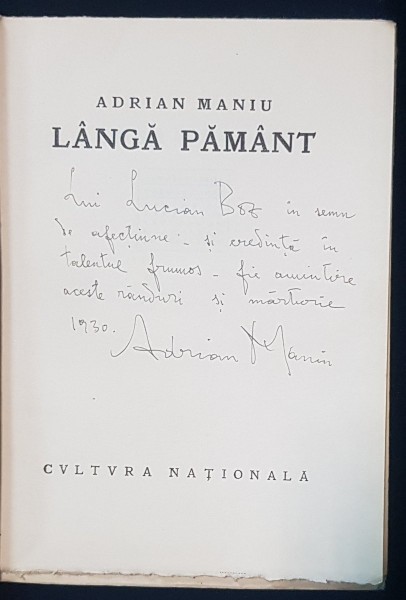 ADRIAN MANIU
LÂNGĂ PĂMÂNT
Lui Lucian Boz în semn
de afecțiune - și credință în
talentul frumos - fie amintire
aceste rânduri și mărturie
1930. Adrian Maniu
CVLTVRA NAȚIONALĂ